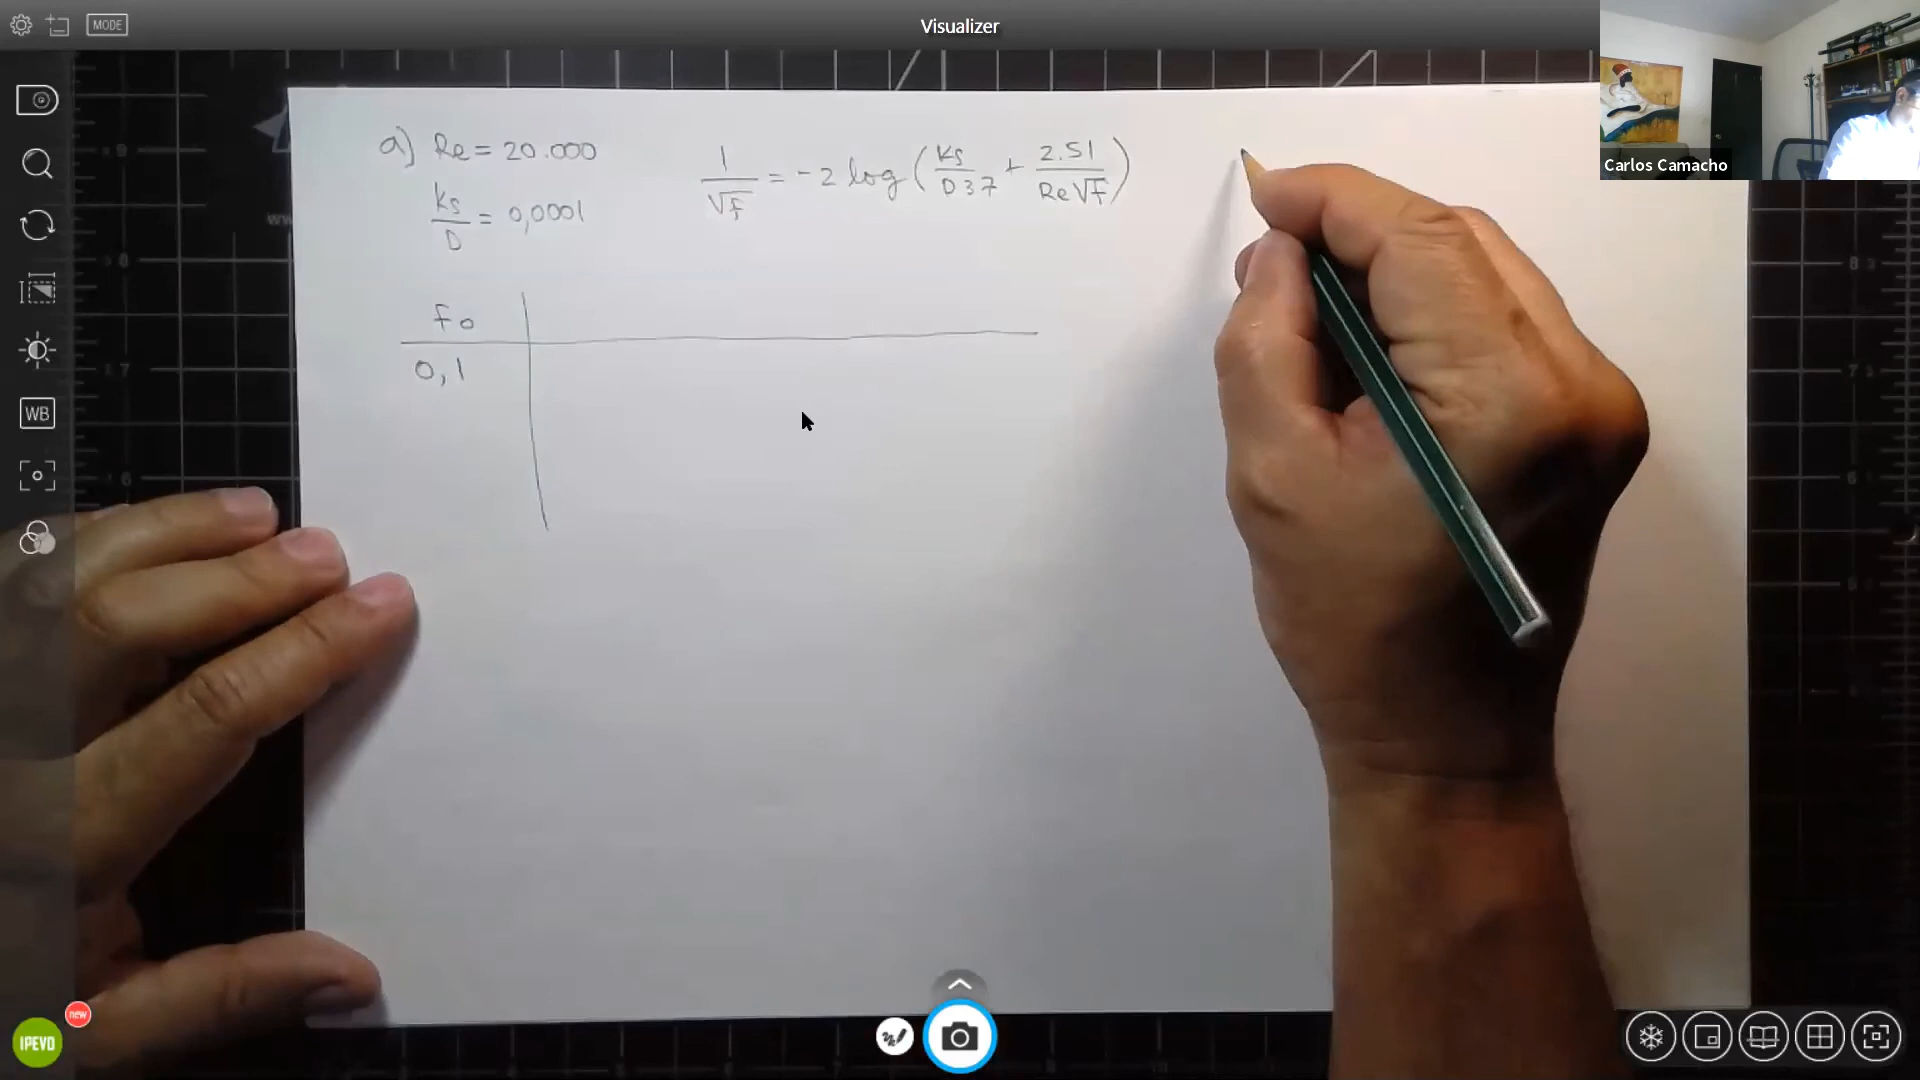 MODE
Visualizer
Carlos Camacho
WB
a) Re = 20.000
1/√f = -2 log (ks/D 3 7 + 2.51/Re√f)
ks/D = 0,0001
fo
0,1
new
IPEVO